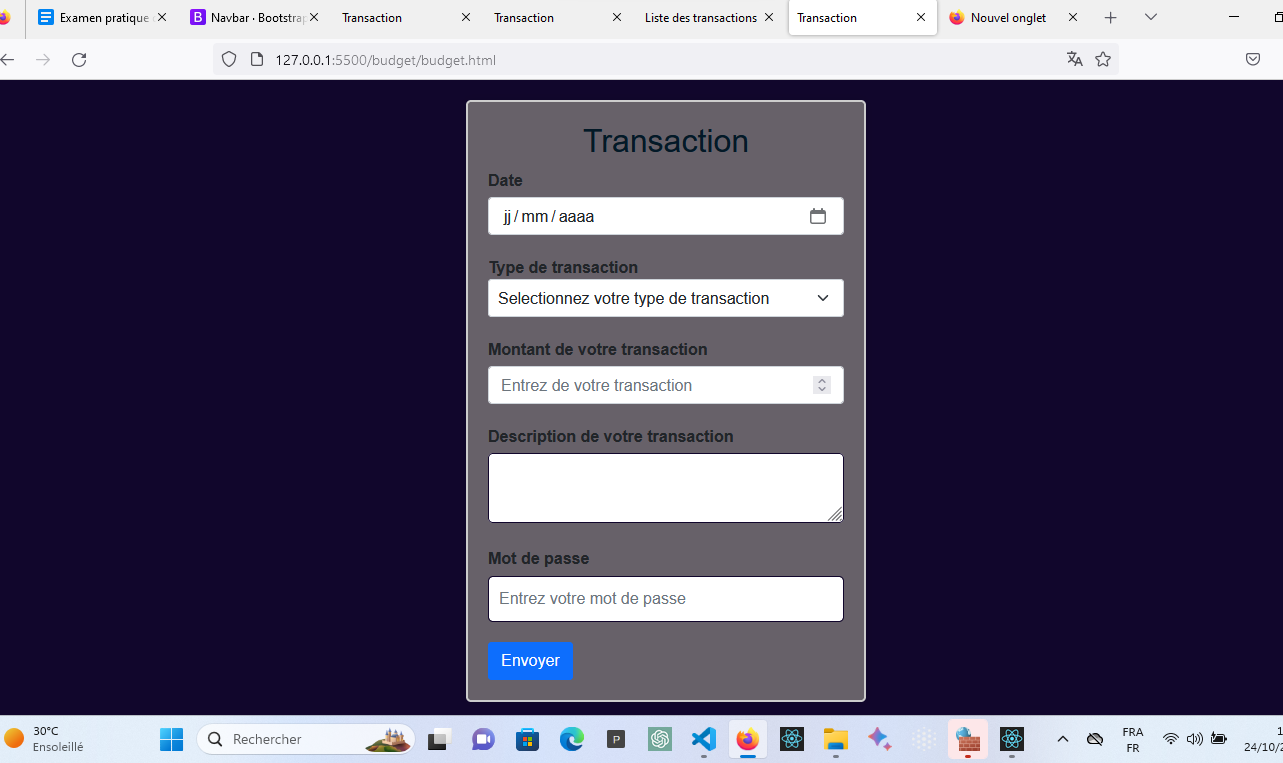 Examen pratique
Navbar · Bootstrap
Transaction
Transaction
Liste des transactions
Transaction
Nouvel onglet
127.0.0.1:5500/budget/budget.html
Transaction
Date
jj/mm/aaaa
Type de transaction
Selectionnez votre type de transaction
Montant de votre transaction
Entrez de votre transaction
Description de votre transaction
Mot de passe
Entrez votre mot de passe
Envoyer
30°C
Ensoleillé
Rechercher
P
FRA
FR
24/10/2